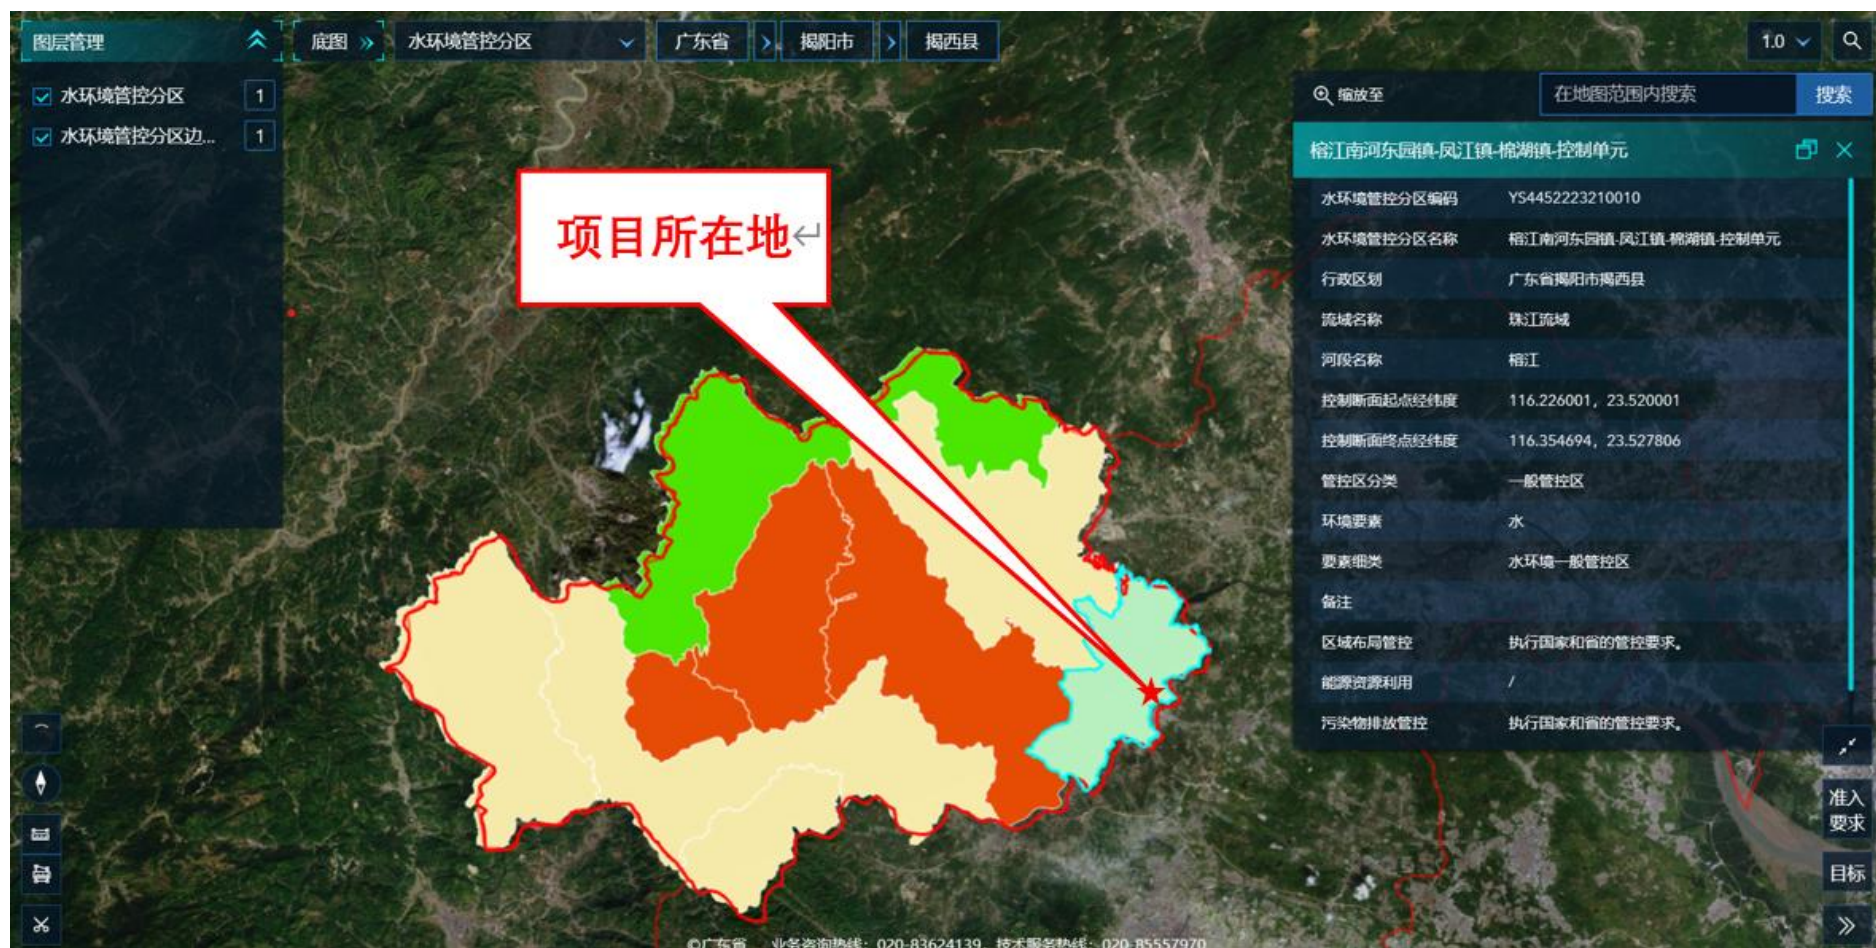 图层管理
底图
水环境管控分区
广东省
揭阳市
揭西县
1.0
水环境管控分区 1
水环境管控分区边... 1
缩放至
在地图范围内搜索
搜索
榕江南河东园镇-凤江镇-棉湖镇-控制单元
水环境管控分区编码 YS4452223210010
水环境管控分区名称 榕江南河东园镇-凤江镇-棉湖镇-控制单元
行政区划 广东省揭阳市揭西县
流域名称 珠江流域
河段名称 榕江
控制断面起点经纬度 116.226001, 23.520001
控制断面终点经纬度 116.354694, 23.527806
管控区分类 一般管控区
环境要素 水
要素细类 水环境一般管控区
备注
区域布局管控 执行国家和省的管控要求。
能源资源利用 /
污染物排放管控 执行国家和省的管控要求。
项目所在地
准入
要求
目标
©广东省 业务咨询热线：020-83624139，技术服务热线：020-85557970